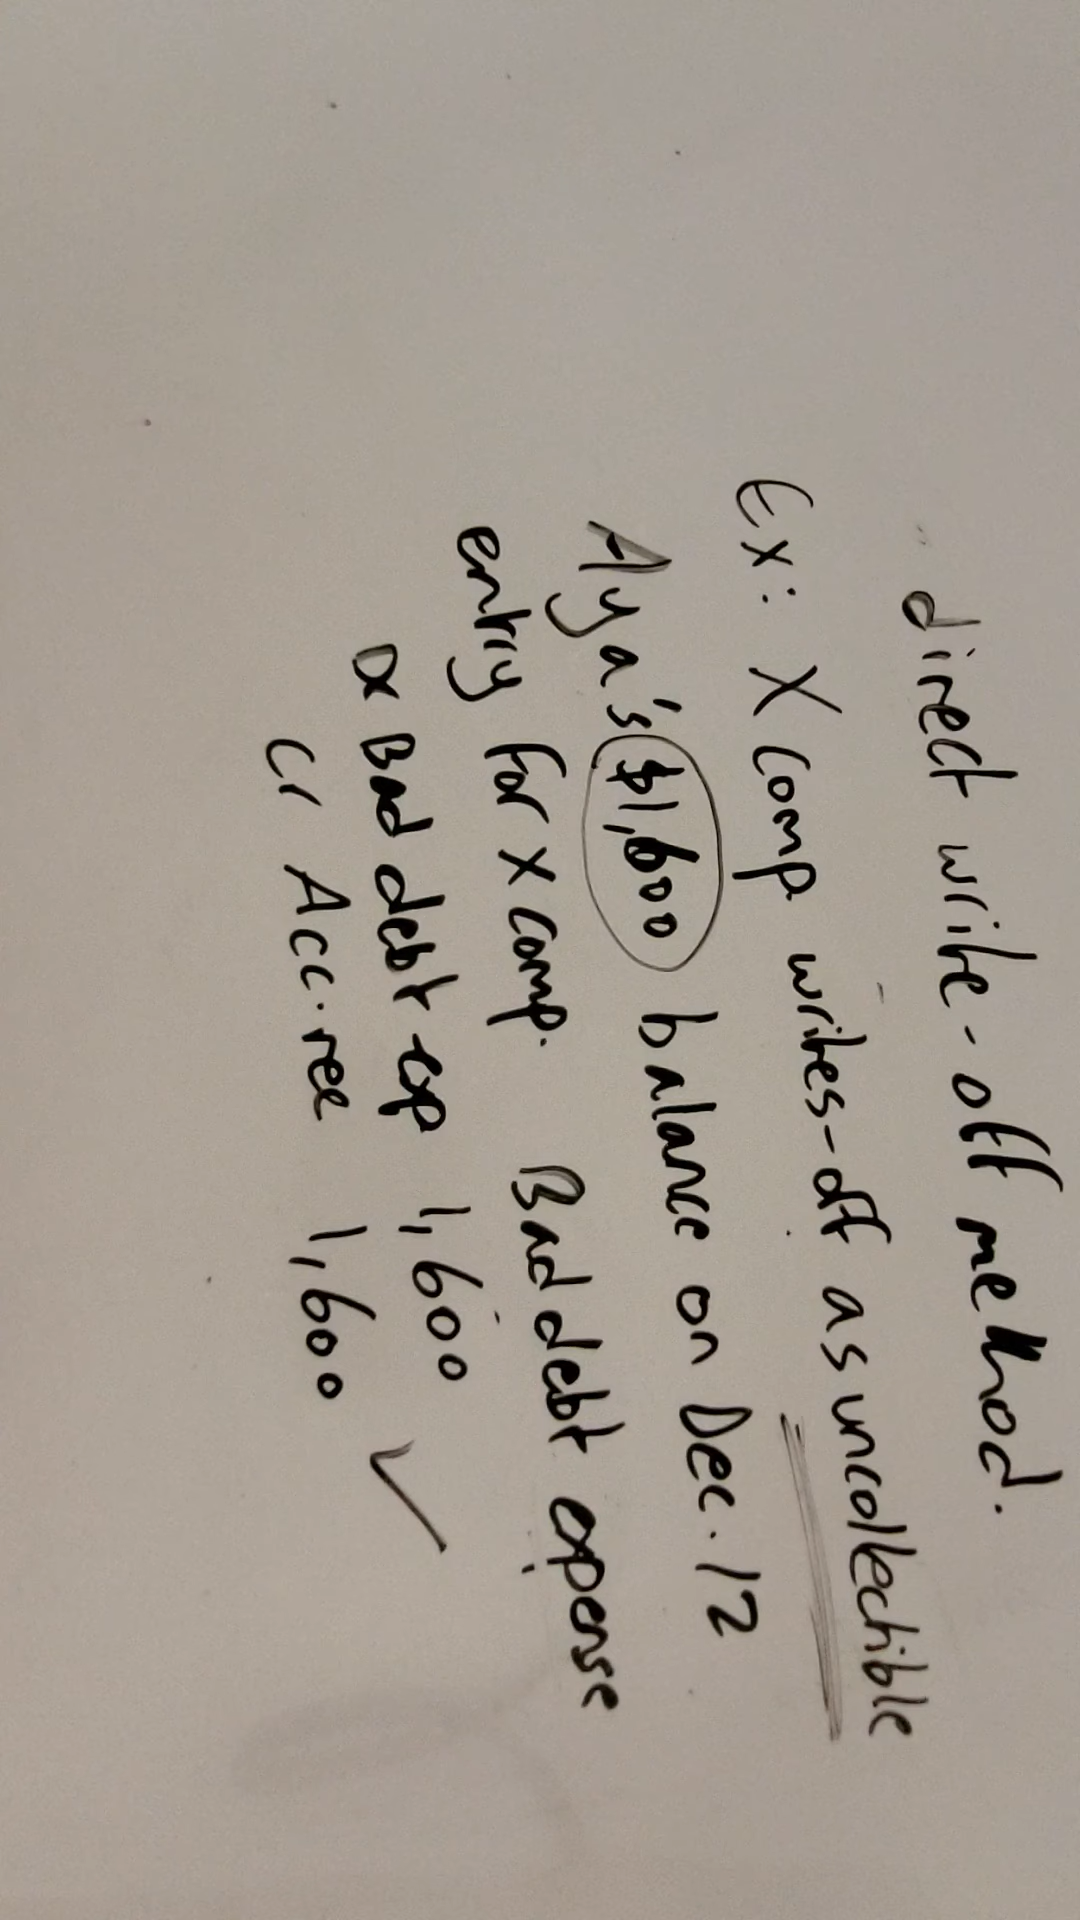 direct write-off method.
Ex: X comp writes-off as uncollectible
Aya's $1,600 balance on Dec. 12
entry for X comp. Bad debt expense
Dr Bad debt exp 1,600
Cr Acc. rec 1,600 ✓